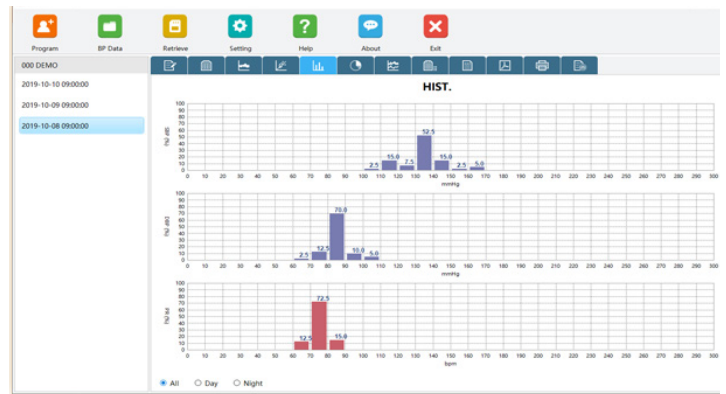 Program BP Data Retrieve Setting Help About Exit
000 DEMO
2019-10-10 09:00:00
2019-10-09 09:00:00
2019-10-08 09:00:00
HIST.
100
90
80
70
60
50
40
30
20
10
0
2.5 15.0 7.5 52.5 15.0 2.5 5.0
0 10 20 30 40 50 60 70 80 90 100 110 120 130 140 150 160 170 180 190 200 210 220 230 240 250 260 270 280 290 300
mmHg
100
90
80
70
60
50
40
30
20
10
0
2.5 12.5 70.0 10.0 5.0
0 10 20 30 40 50 60 70 80 90 100 110 120 130 140 150 160 170 180 190 200 210 220 230 240 250 260 270 280 290 300
mmHg
100
90
80
70
60
50
40
30
20
10
0
12.5 72.5 15.0
0 10 20 30 40 50 60 70 80 90 100 110 120 130 140 150 160 170 180 190 200 210 220 230 240 250 260 270 280 290 300
bpm
All Day Night